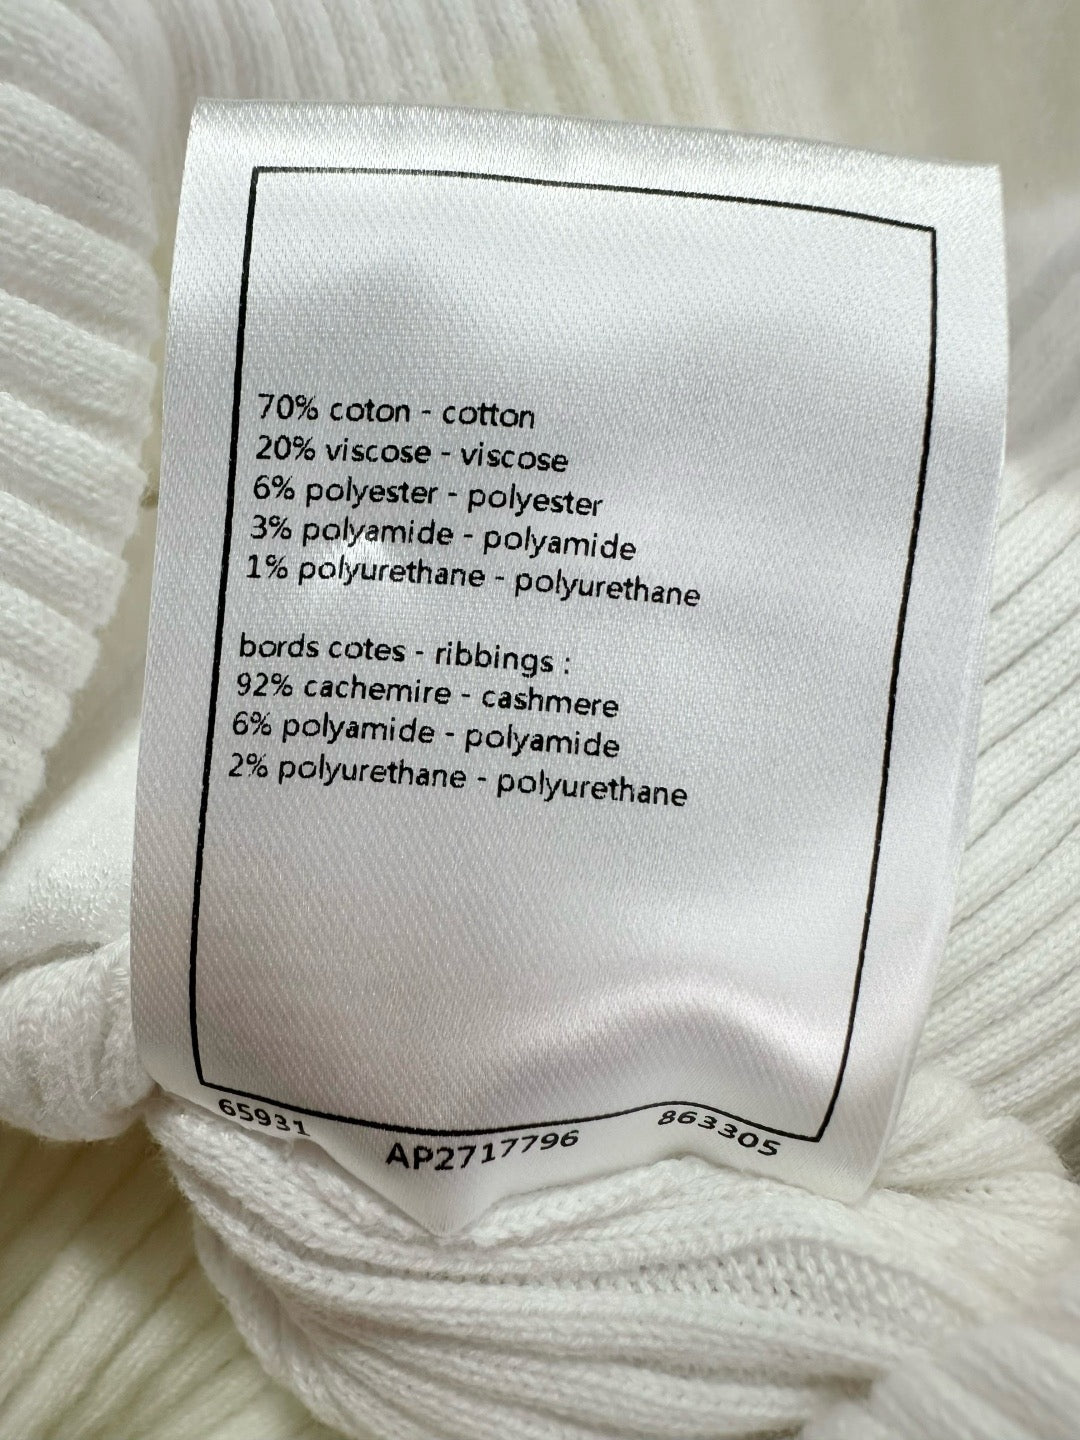 70% coton - cotton
20% viscose - viscose
6% polyester - polyester
3% polyamide - polyamide
1% polyurethane - polyurethane
bords cotes - ribbings :
92% cachemire - cashmere
6% polyamide - polyamide
2% polyurethane - polyurethane
65931 AP2717796 863305